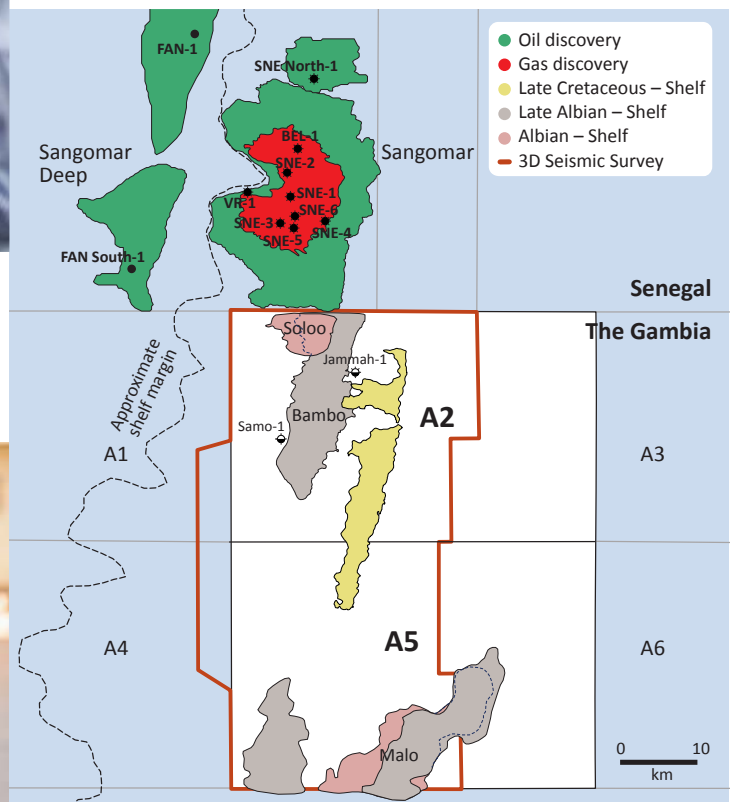 FAN-1
SNE North-1
Oil discovery
Gas discovery
Late Cretaceous – Shelf
Late Albian – Shelf
Albian – Shelf
3D Seismic Survey
BEL-1
Sangomar
Deep
SNE-2
Sangomar
VR-1
SNE-1
SNE-6
SNE-3
SNE-4
SNE-5
FAN South-1
Senegal
The Gambia
Soloo
Jammah-1
Approximate
shelf margin
Bambo
A2
Samo-1
A1
A3
A5
A4
A6
Malo
0 10
km